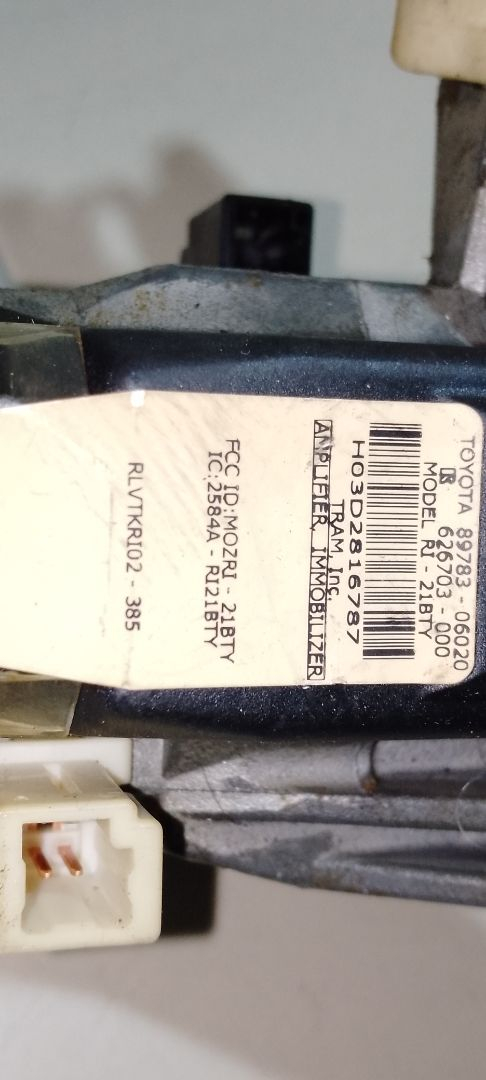 TOYOTA 89783 - 06020
626703 - 000
MODEL RI - 21BTY
H03D2816787
TRAM Inc.
AMPLIFIER, IMMOBILIZER
FCC ID:MOZRI - 21BTY
IC:2584A - RI21BTY
RLVTKRI02 - 385